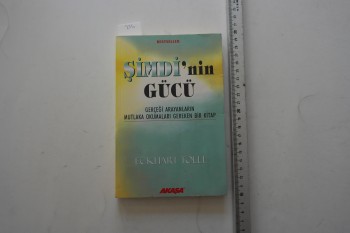 ŞİMDİ'nin
GÜCÜ
GERÇEĞİ ARAYANLARIN
MUTLAKA OKUMALARI GEREKEN BİR KİTAP
ECKHART TOLLE
AKAŞA